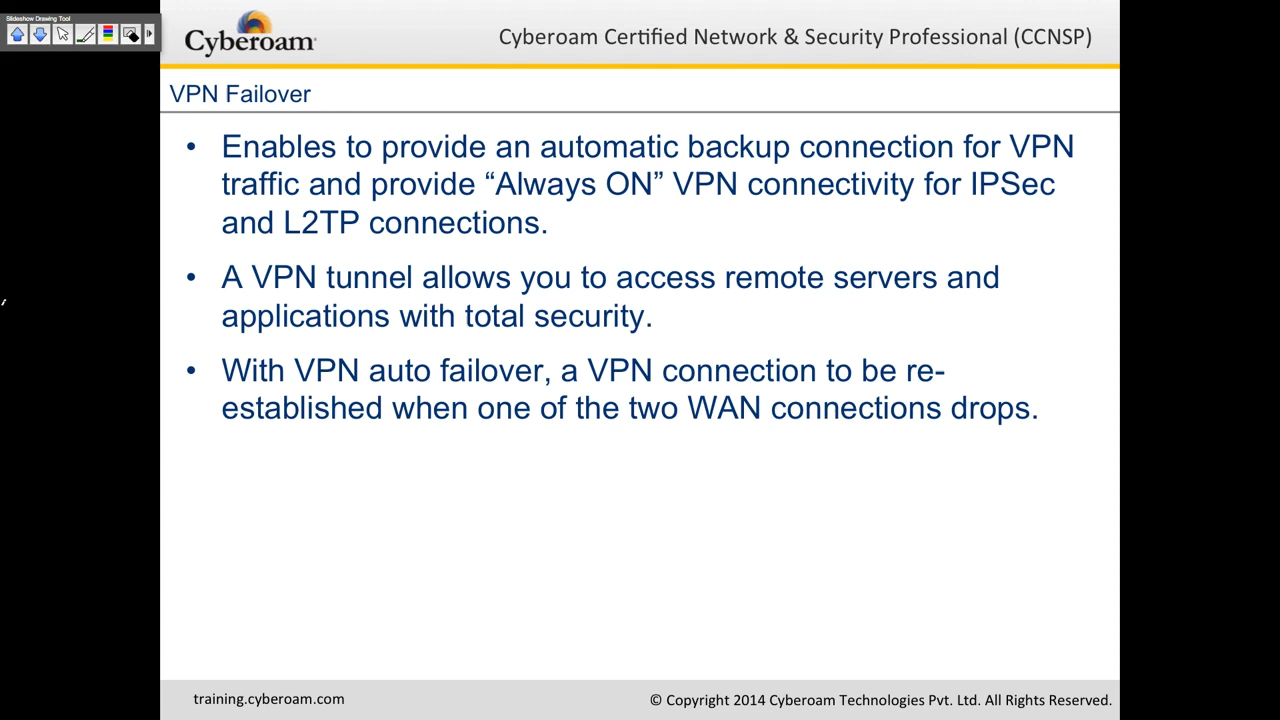 Slideshow Drawing Tool
Cyberoam
Cyberoam Certified Network & Security Professional (CCNSP)
VPN Failover
• Enables to provide an automatic backup connection for VPN
traffic and provide “Always ON” VPN connectivity for IPSec
and L2TP connections.
• A VPN tunnel allows you to access remote servers and
applications with total security.
• With VPN auto failover, a VPN connection to be re-
established when one of the two WAN connections drops.
training.cyberoam.com
© Copyright 2014 Cyberoam Technologies Pvt. Ltd. All Rights Reserved.